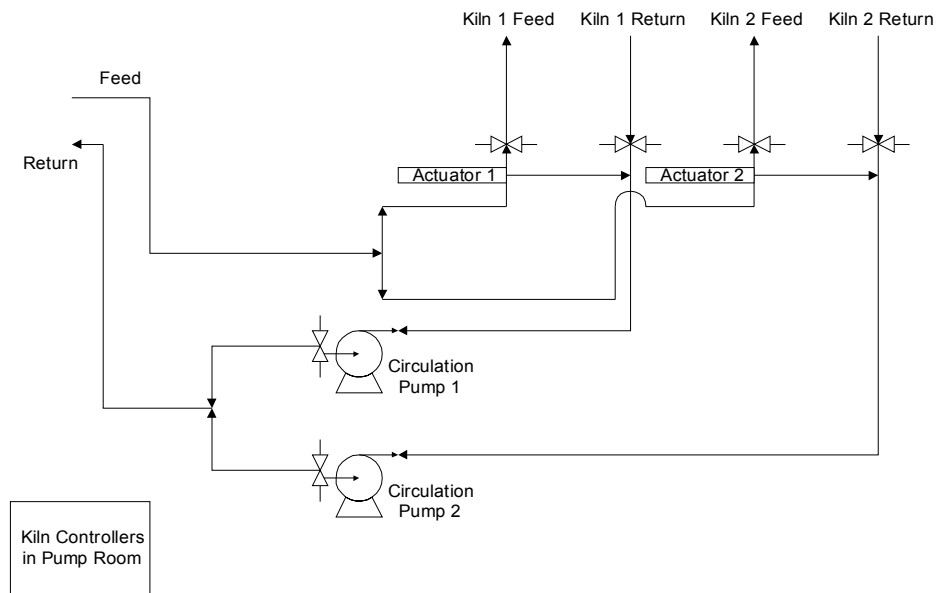 Kiln 1 Feed
Kiln 1 Return
Kiln 2 Feed
Kiln 2 Return
Feed
Return
Actuator 1
Actuator 2
Circulation
Pump 1
Circulation
Pump 2
Kiln Controllers
in Pump Room